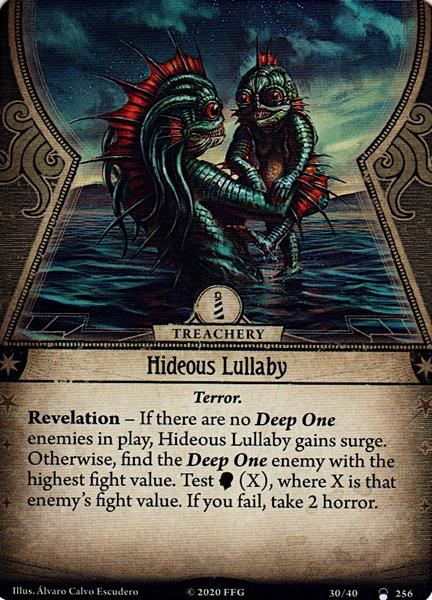 TREACHERY
Hideous Lullaby
Terror.
Revelation – If there are no Deep One
enemies in play, Hideous Lullaby gains surge.
Otherwise, find the Deep One enemy with the
highest fight value. Test (X), where X is that
enemy's fight value. If you fail, take 2 horror.
Illus. Álvaro Calvo Escudero © 2020 FFG 30/40 256